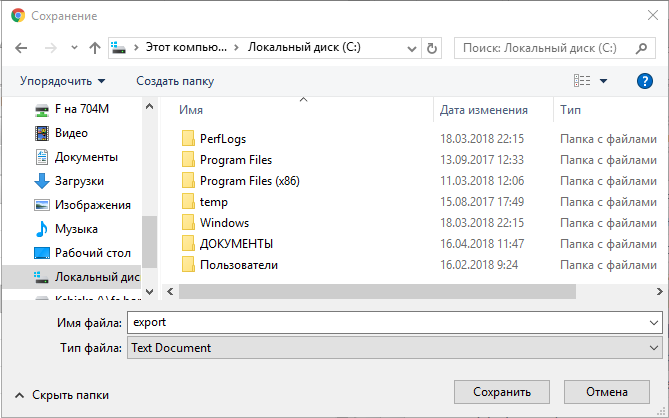 Сохранение
Этот компью... Локальный диск (C:)
Поиск: Локальный диск (C:)
Упорядочить Создать папку
Имя Дата изменения Тип
F на 704M
Видео
Документы
Загрузки
Изображения
Музыка
Рабочий стол
Локальный диск
PerfLogs 18.03.2018 22:15 Папка с файлами
Program Files 13.09.2017 12:33 Папка с файлами
Program Files (x86) 11.03.2018 12:06 Папка с файлами
temp 15.08.2017 17:49 Папка с файлами
Windows 18.03.2018 22:15 Папка с файлами
ДОКУМЕНТЫ 16.04.2018 11:47 Папка с файлами
Пользователи 16.02.2018 9:24 Папка с файлами
Имя файла: export
Тип файла: Text Document
Скрыть папки
Сохранить Отмена